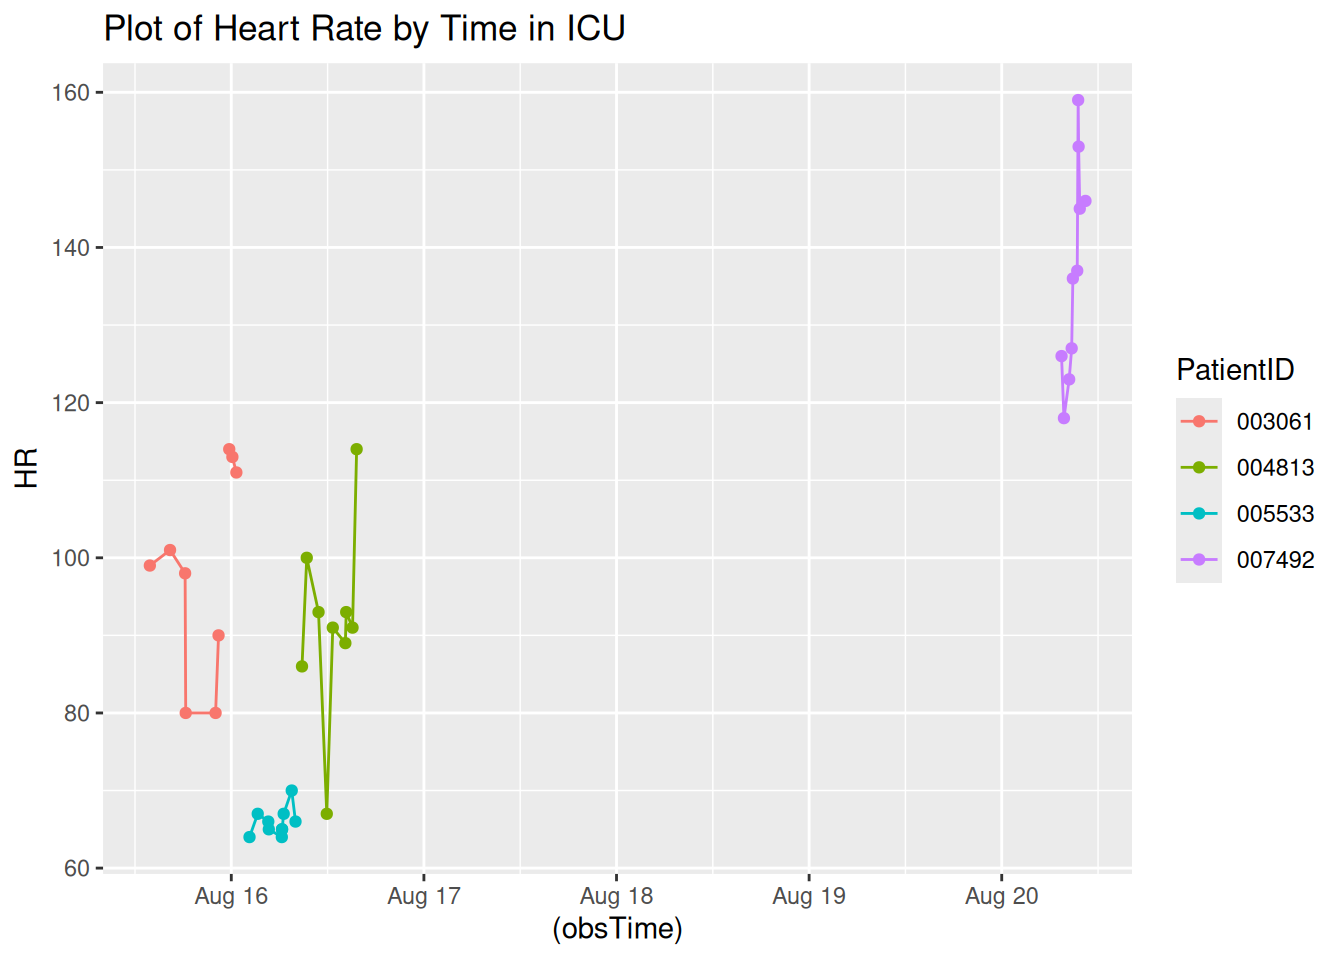 Plot of Heart Rate by Time in ICU
160
140
120
100
80
60
HR
Aug 16
Aug 17
Aug 18
Aug 19
Aug 20
(obsTime)
PatientID
003061
004813
005533
007492